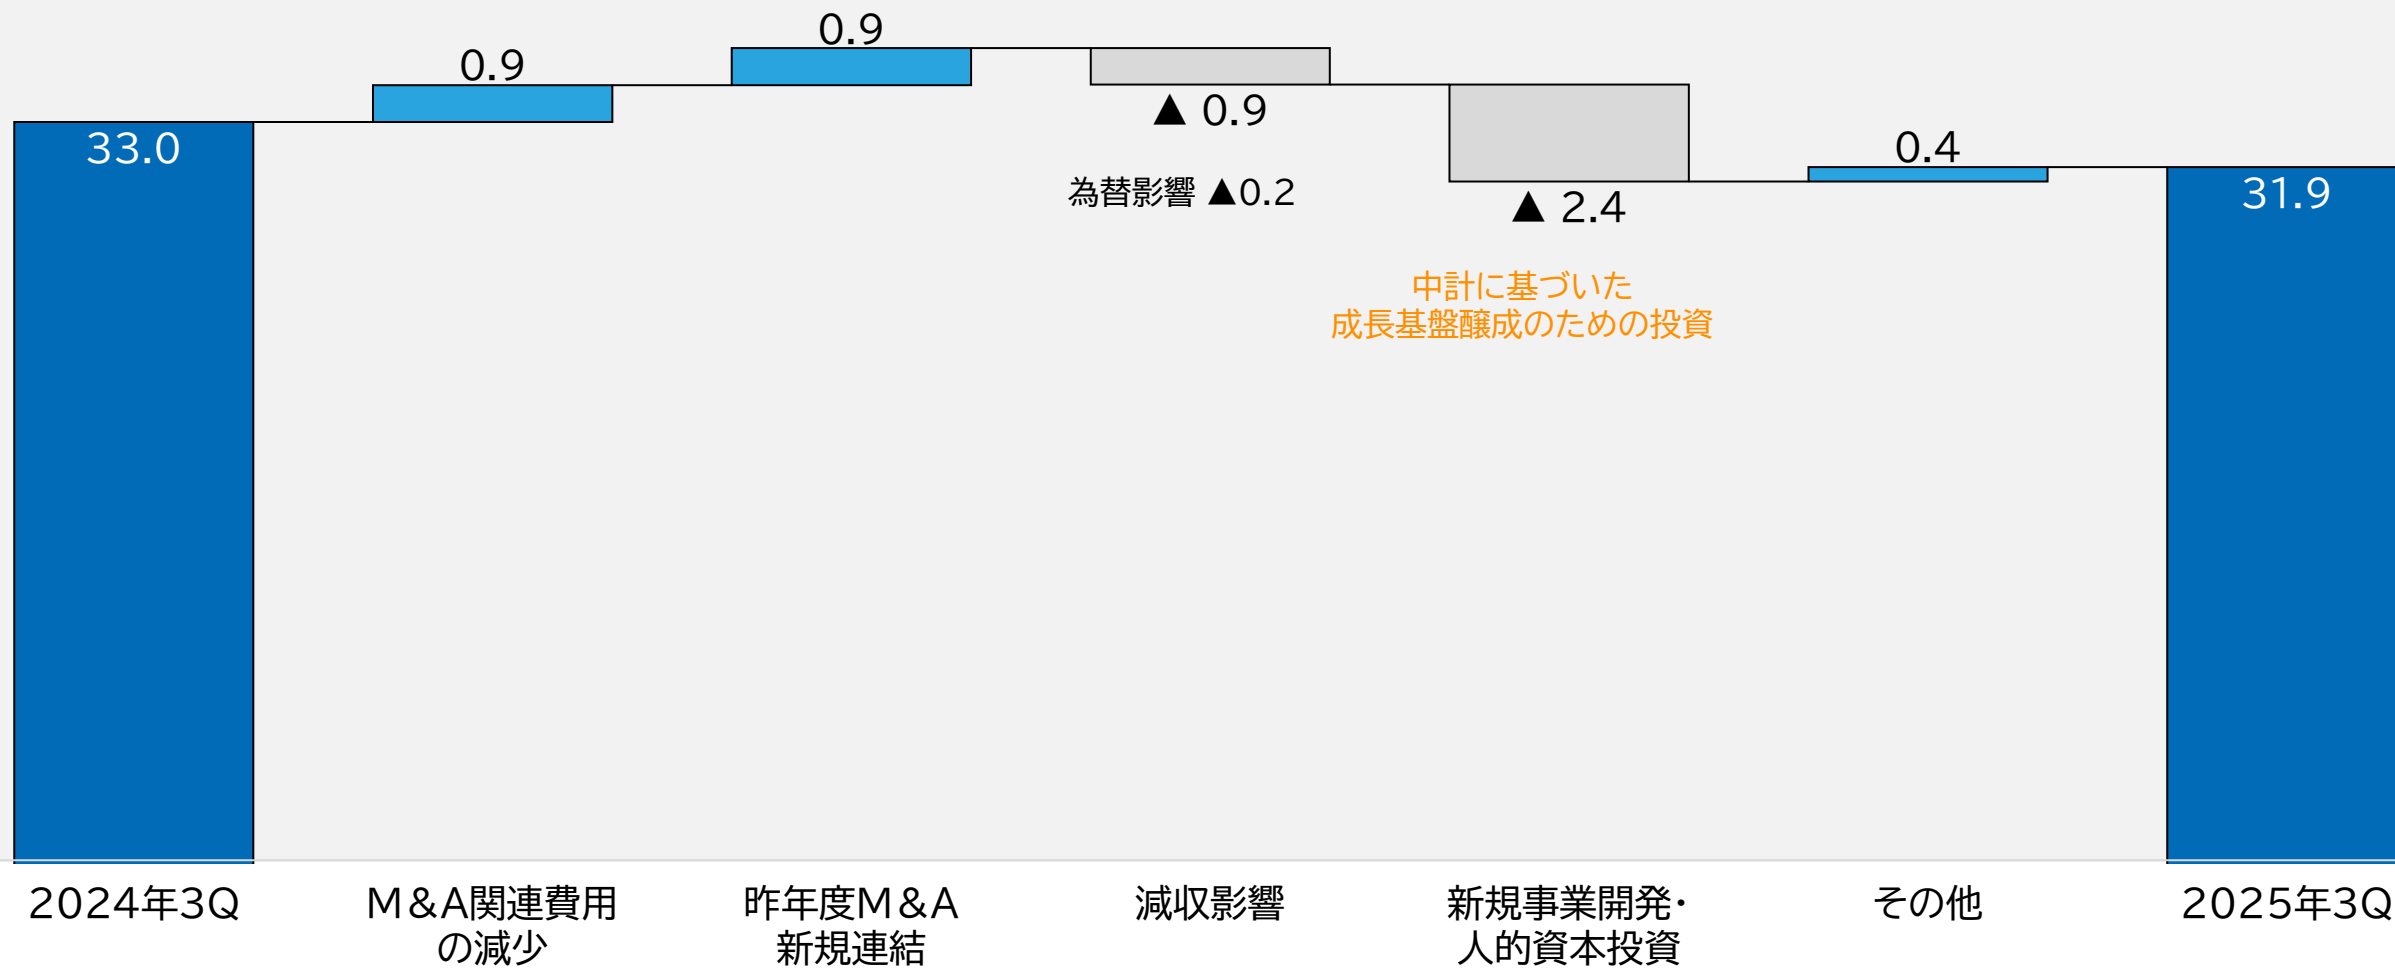 0.9
0.9
33.0
▲ 0.9
為替影響 ▲0.2
▲ 2.4
中計に基づいた
成長基盤醸成のための投資
0.4
31.9
2024年3Q
M&A関連費用
の減少
昨年度M&A
新規連結
減収影響
新規事業開発・
人的資本投資
その他
2025年3Q